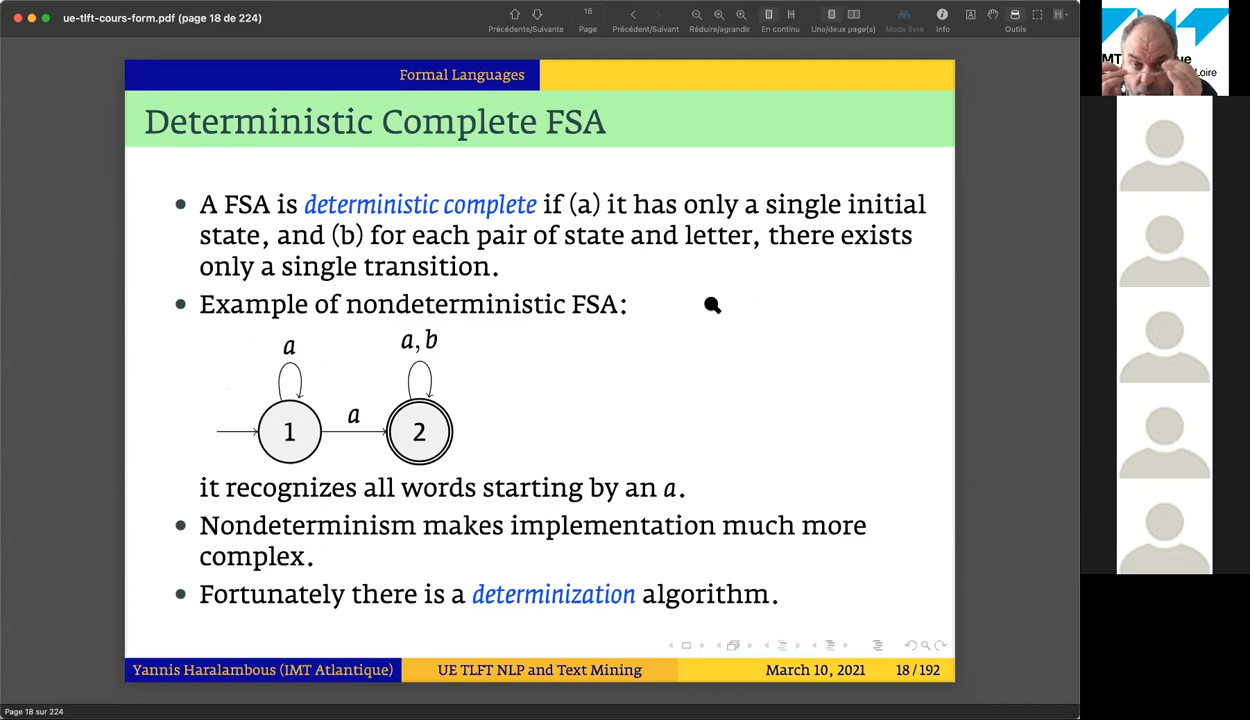 ue-tlft-cours-form.pdf (page 18 de 224)
18
Précédente/Suivante
Page
Précédent/Suivant
Réduire/agrandir
En continu
Uno/deux page(s)
Mode livre
Info
Outils
Formal Languages
Deterministic Complete FSA
• A FSA is deterministic complete if (a) it has only a single initial
state, and (b) for each pair of state and letter, there exists
only a single transition.
• Example of nondeterministic FSA:
a
a, b
a
1
2
it recognizes all words starting by an a.
• Nondeterminism makes implementation much more
complex.
• Fortunately there is a determinization algorithm.
Yannis Haralambous (IMT Atlantique)
UE TLFT NLP and Text Mining
March 10, 2021
18 / 192
Page 18 sur 224